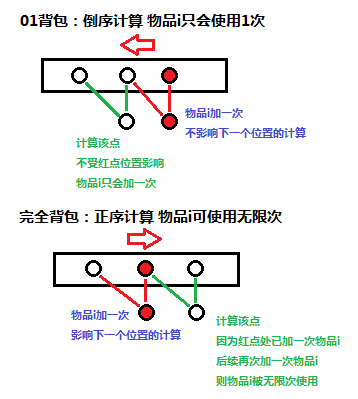 01背包：倒序计算 物品i只会使用1次
物品i加一次
不影响下一个位置的计算
计算该点
不受红点位置影响
物品i只会加一次
完全背包：正序计算 物品i可使用无限次
物品i加一次
影响下一个位置的计算
计算该点
因为红点处已加一次物品i
后续再次加一次物品i
则物品i被无限次使用